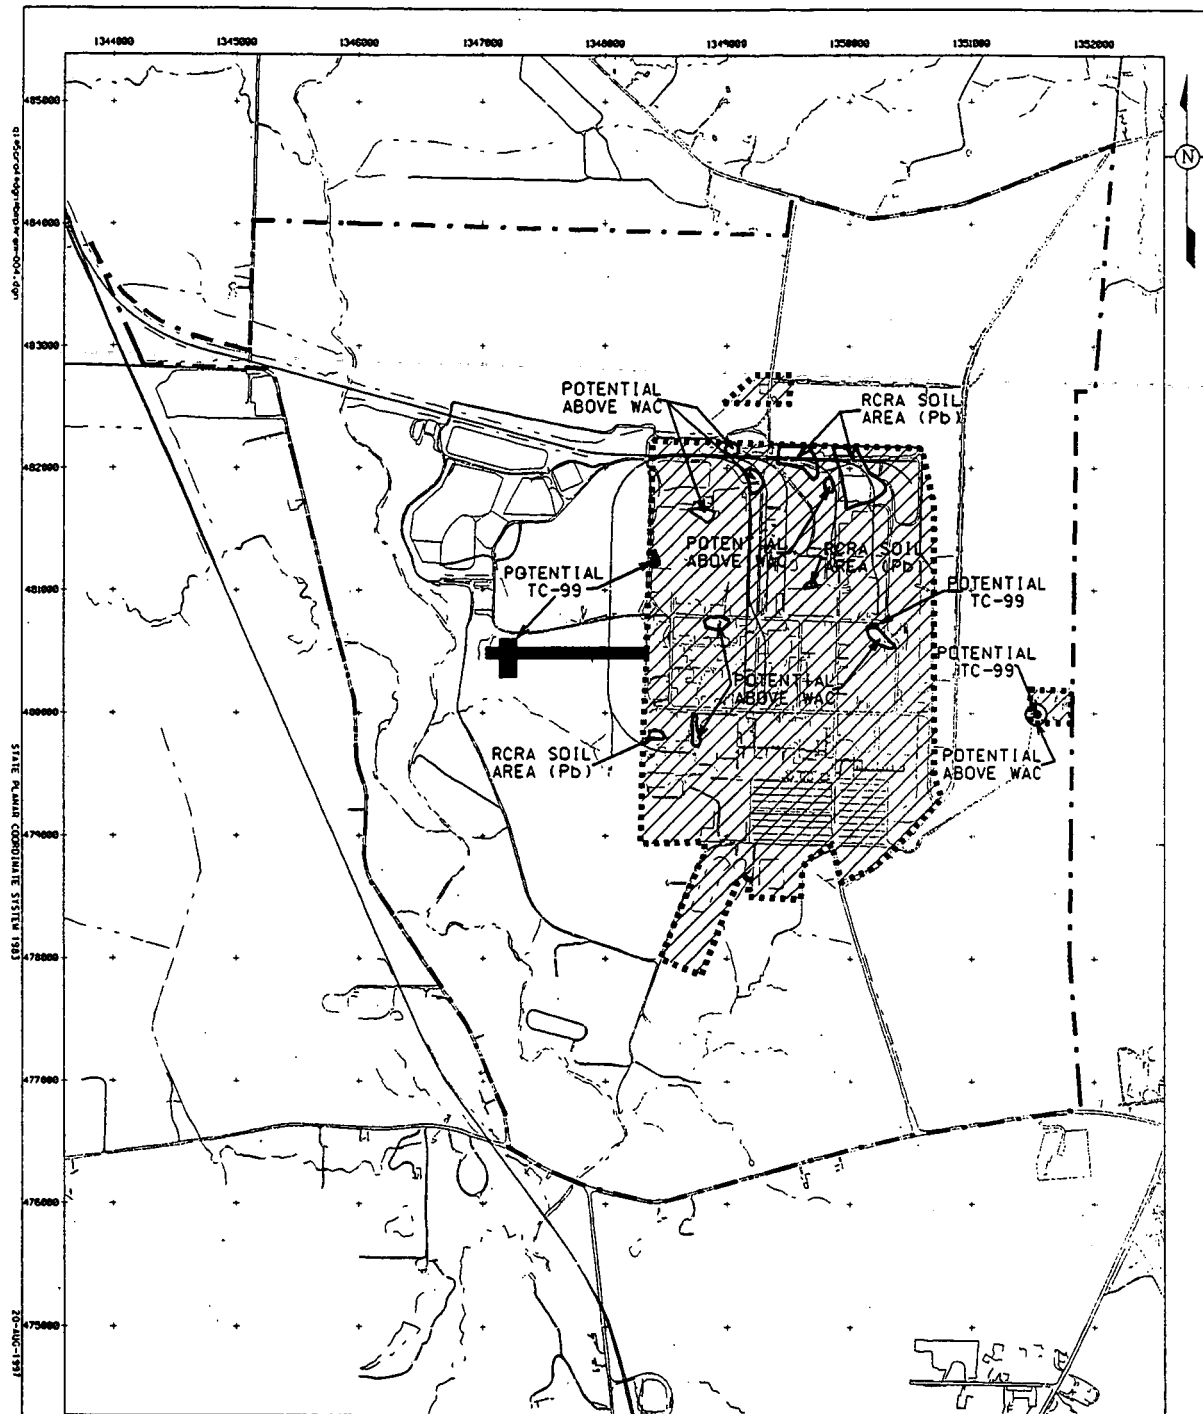 1344000 1345000 1346000 1347000 1348000 1349000 1350000 1351000 1352000
485000
484000
483000
482000
481000
480000
479000
478000
477000
476000
475000
N
POTENTIAL
ABOVE WAC
RCRA SOIL
AREA (Pb)
POTENTIAL
ABOVE WAC
RCRA SOIL
AREA (Pb)
POTENTIAL
TC-99
POTENTIAL
TC-99
POTENTIAL
TC-99
POTENTIAL
ABOVE WAC
RCRA SOIL
AREA (Pb)
POTENTIAL
ABOVE WAC
STATE PLANAR COORDINATE SYSTEM 1983
20-AUG-1997